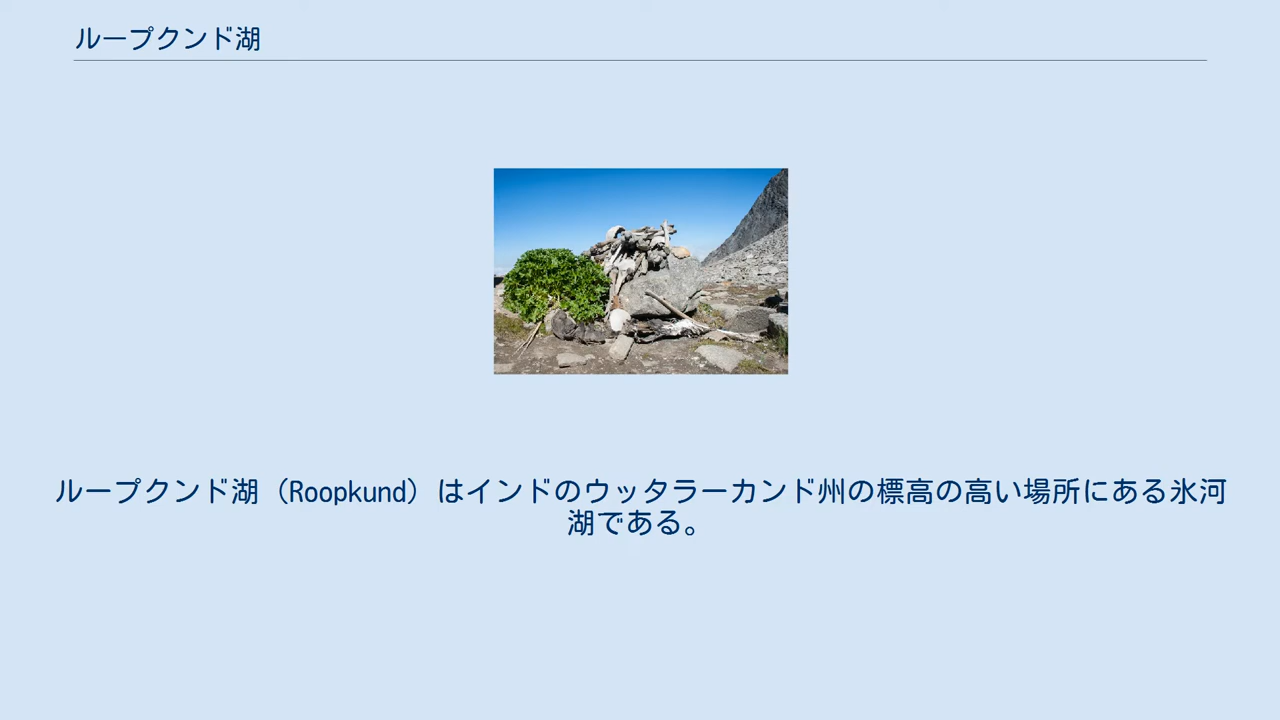 ループクンド湖
ループクンド湖（Roopkund）はインドのウッタラーカンド州の標高の高い場所にある氷河
湖である。